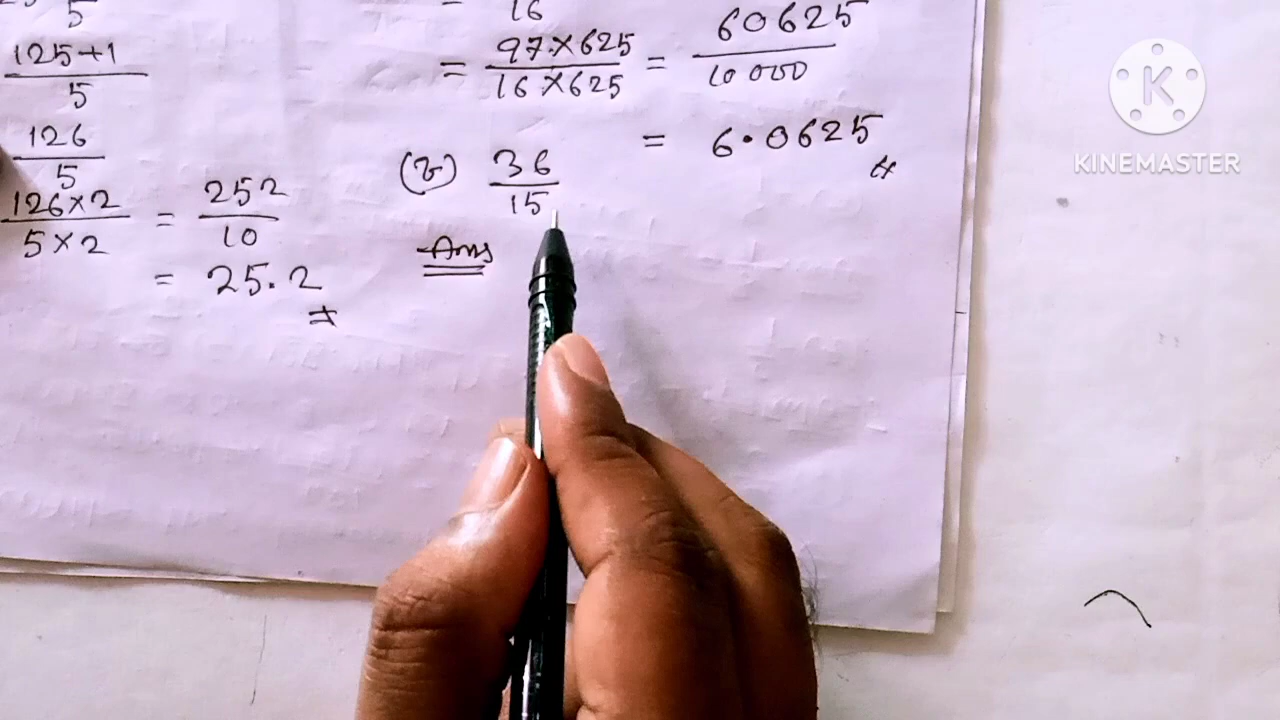 5
125+1
5
126
5
126×2 = 252
5×2 10
= 25.2
= 16
= 97×625 = 60625
16×625 10000
= 6.0625
36
15
Ans
K
KINEMASTER